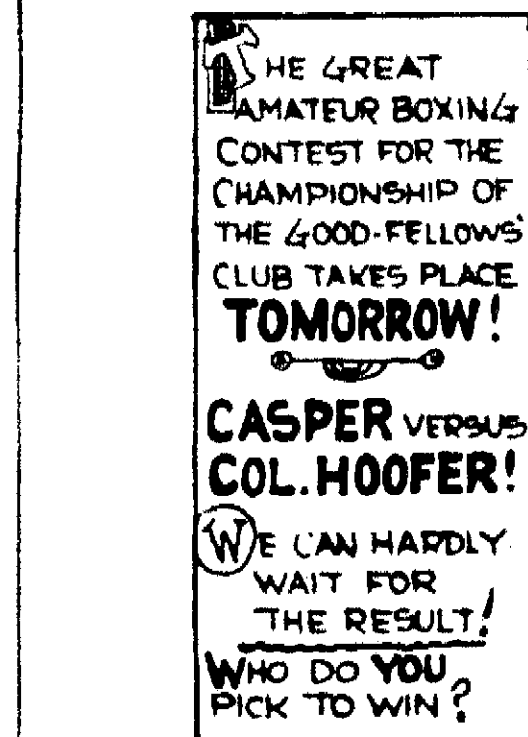 THE GREAT
AMATEUR BOXING
CONTEST FOR THE
CHAMPIONSHIP OF
THE GOOD-FELLOWS'
CLUB TAKES PLACE
TOMORROW!
CASPER VERSUS
COL. HOOFER!
WE CAN HARDLY
WAIT FOR
THE RESULT!
WHO DO YOU
PICK TO WIN?